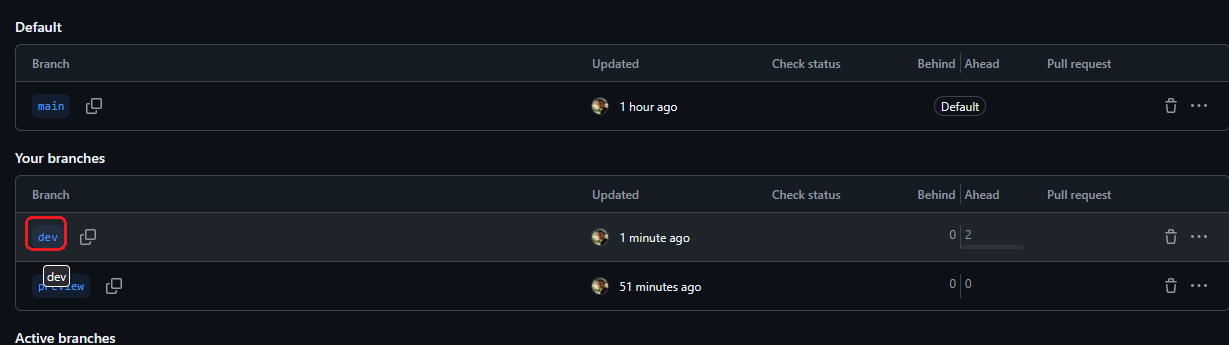 Default
Branch Updated Check status Behind Ahead Pull request
main 1 hour ago Default
Your branches
Branch Updated Check status Behind Ahead Pull request
dev 1 minute ago 0 2
dev
preview 51 minutes ago 0 0
Active branches